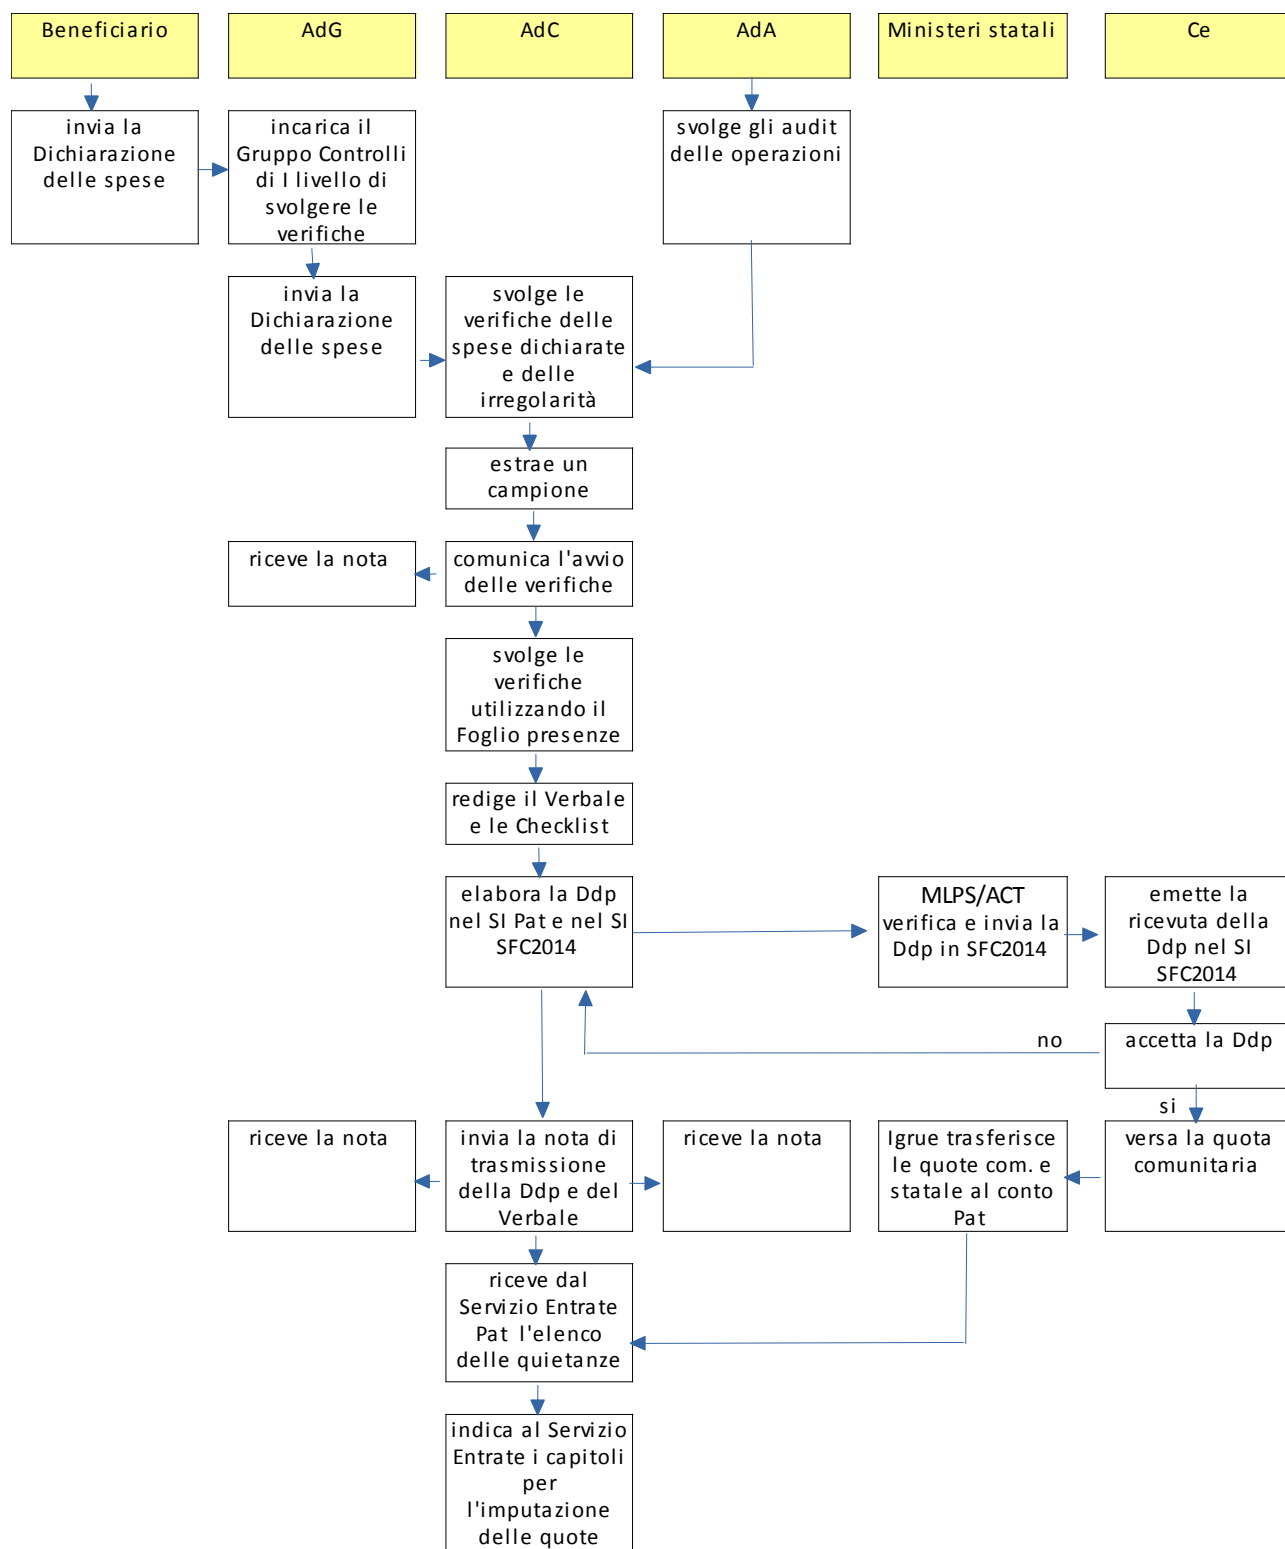 Beneficiario
AdG
AdC
AdA
Ministeri statali
Ce
invia la
Dichiarazione
delle spese
incarica il
Gruppo Controlli
di I livello di
svolgere le
verifiche
svolge gli audit
delle operazioni
invia la
Dichiarazione
delle spese
svolge le
verifiche delle
spese dichiarate
e delle
irregolarità
estrae un
campione
riceve la nota
comunica l'avvio
delle verifiche
svolge le
verifiche
utilizzando il
Foglio presenze
redige il Verbale
e le Checklist
elabora la Ddp
nel SI Pat e nel SI
SFC2014
MLPS/ACT
verifica e invia la
Ddp in SFC2014
emette la
ricevuta della
Ddp nel SI
SFC2014
no
accetta la Ddp
si
riceve la nota
invia la nota di
trasmissione
della Ddp e del
Verbale
riceve la nota
Igrue trasferisce
le quote com. e
statale al conto
Pat
versa la quota
comunitaria
riceve dal
Servizio Entrate
Pat l'elenco
delle quietanze
indica al Servizio
Entrate i capitoli
per
l'imputazione
delle quote